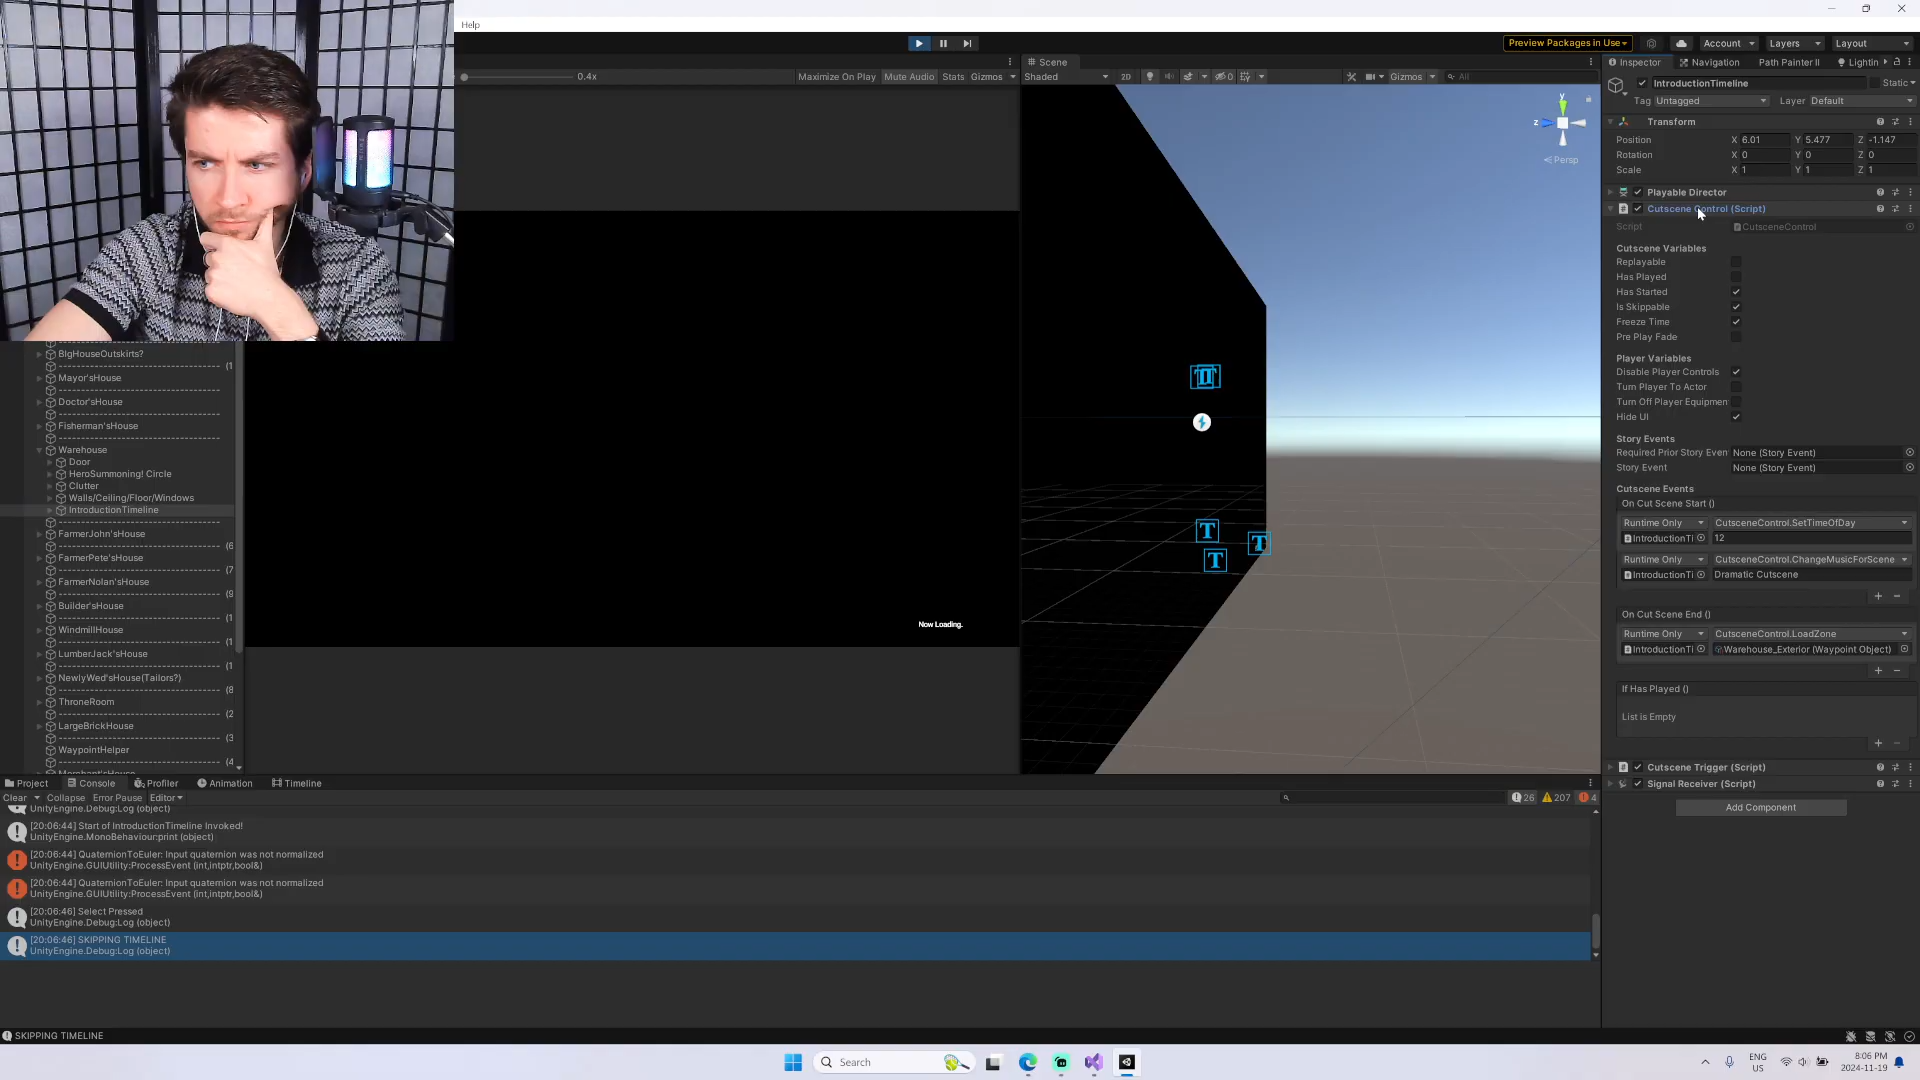 Help
Preview Packages in Use
Account
Layers
Layout
0.4x
Maximize On Play
Mute Audio
Stats
Gizmos
Scene
Shaded
2D
Gizmos
All
y
z
Persp
Now Loading.
BigHouseOutskirts?
Mayor'sHouse
Doctor'sHouse
Fisherman'sHouse
Warehouse
Door
HeroSummoning! Circle
Clutter
Walls/Ceiling/Floor/Windows
IntroductionTimeline
FarmerJohn'sHouse
FarmerPete'sHouse
FarmerNolan'sHouse
Builder'sHouse
WindmillHouse
LumberJack'sHouse
NewlyWed'sHouse(Tailors?)
ThroneRoom
LargeBrickHouse
WaypointHelper
Inspector
Navigation
Path Painter II
Lightin
IntroductionTimeline
Static
Tag Untagged
Layer Default
Transform
Position X 6.01 Y 5.477 Z -1.147
Rotation X 0 Y 0 Z 0
Scale X 1 Y 1 Z 1
Playable Director
Cutscene Control (Script)
Script CutsceneControl
Cutscene Variables
Replayable
Has Played
Has Started
Is Skippable
Freeze Time
Pre Play Fade
Player Variables
Disable Player Controls
Turn Player To Actor
Turn Off Player Equipmen
Hide UI
Story Events
Required Prior Story Even None (Story Event)
Story Event None (Story Event)
Cutscene Events
On Cut Scene Start ()
Runtime Only CutsceneControl.SetTimeOfDay
IntroductionTi 12
Runtime Only CutsceneControl.ChangeMusicForScene
IntroductionTi Dramatic Cutscene
On Cut Scene End ()
Runtime Only CutsceneControl.LoadZone
IntroductionTi Warehouse_Exterior (Waypoint Object)
If Has Played ()
List is Empty
Cutscene Trigger (Script)
Signal Receiver (Script)
Add Component
Project
Console
Profiler
Animation
Timeline
Clear
Collapse
Error Pause
Editor
26
207
4
UnityEngine.Debug:Log (object)
[20:06:44] Start of IntroductionTimeline Invoked!
UnityEngine.MonoBehaviour:print (object)
[20:06:44] QuaternionToEuler: Input quaternion was not normalized
UnityEngine.GUIUtility:ProcessEvent (int,intptr,bool&)
[20:06:44] QuaternionToEuler: Input quaternion was not normalized
UnityEngine.GUIUtility:ProcessEvent (int,intptr,bool&)
[20:06:46] Select Pressed
UnityEngine.Debug:Log (object)
[20:06:46] SKIPPING TIMELINE
UnityEngine.Debug:Log (object)
SKIPPING TIMELINE
Search
ENG
US
8:06 PM
2024-11-19